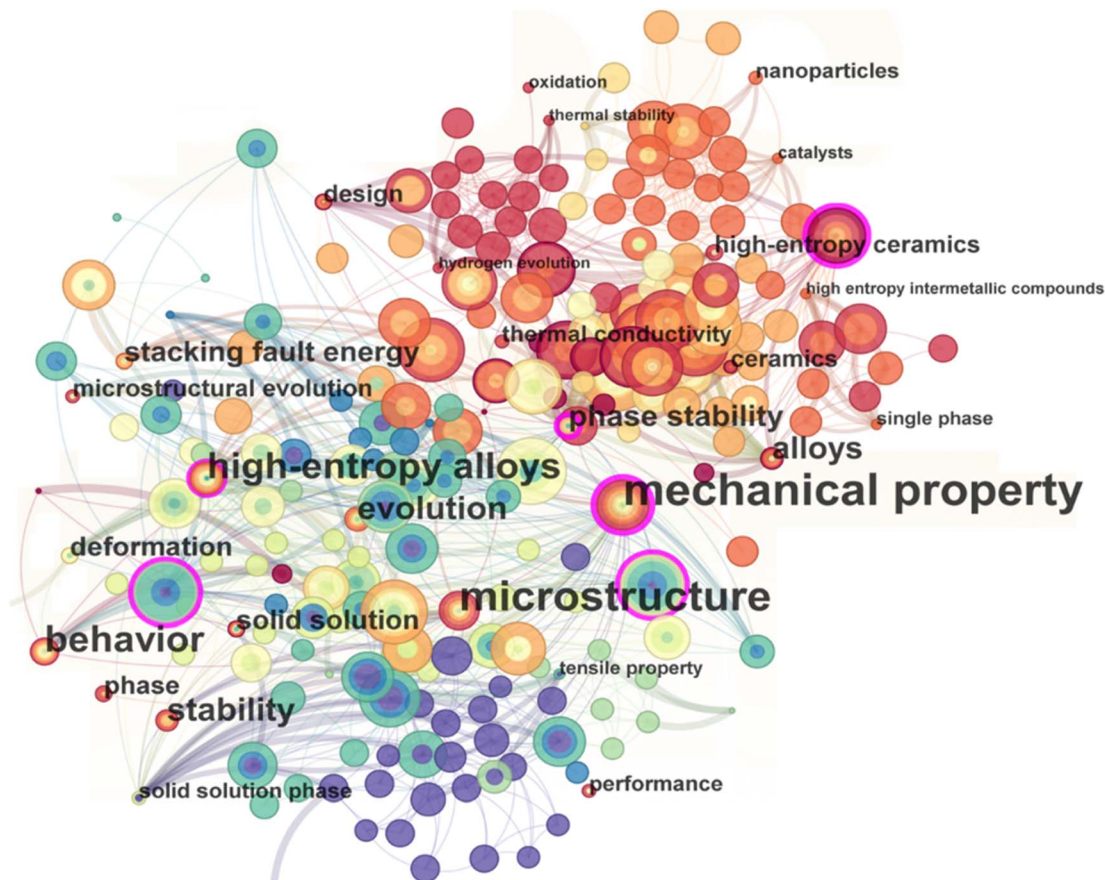 nanoparticles
oxidation
thermal stability
catalysts
design
high-entropy ceramics
hydrogen evolution
high entropy intermetallic compounds
thermal conductivity
stacking fault energy
ceramics
microstructural evolution
phase stability
single phase
alloys
high-entropy alloys
mechanical property
evolution
deformation
microstructure
solid solution
behavior
tensile property
phase
stability
performance
solid solution phase